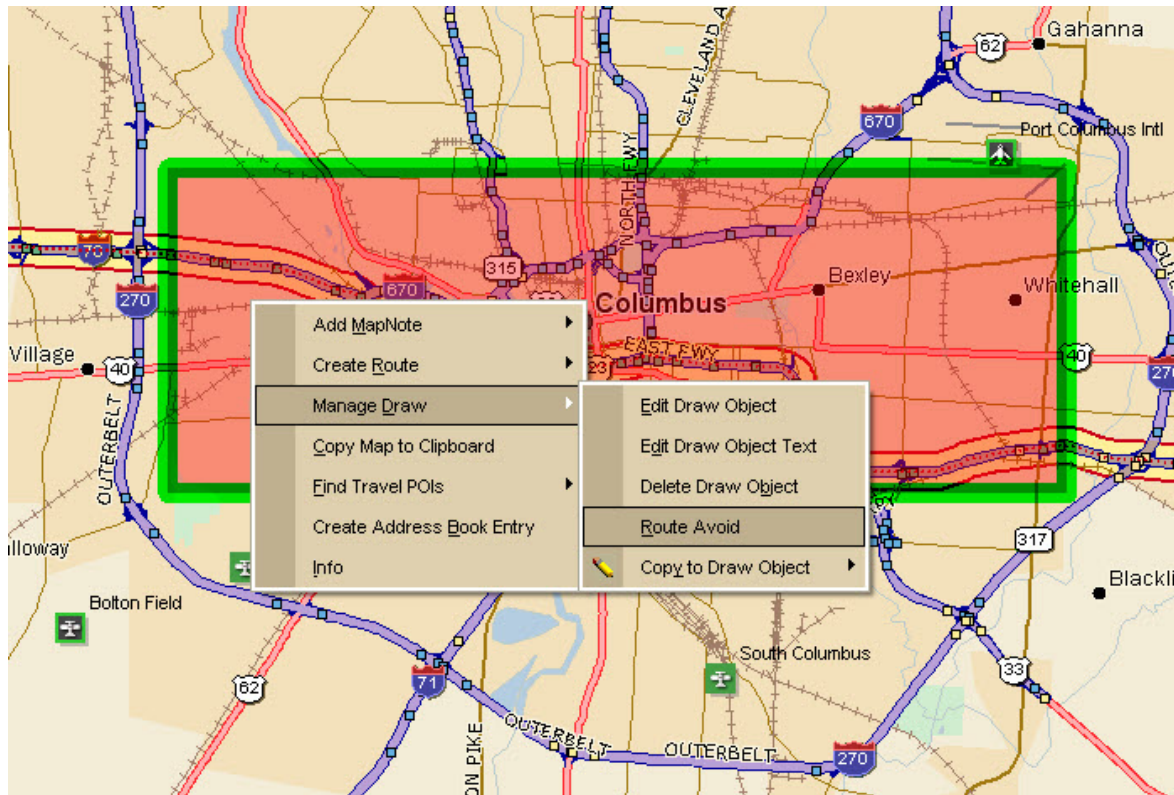 Gahanna
62
CLEVELAND A
670
Port Columbus Intl
NORTH FWY
70
315
670
Bexley
270
Whitehall
Columbus
Village
40
EAST FWY
40
23
270
OUTERBELT
Add MapNote
Create Route
Manage Draw
Copy Map to Clipboard
Find Travel POIs
Create Address Book Entry
Info
Edit Draw Object
Edit Draw Object Text
Delete Draw Object
Route Avoid
Copy to Draw Object
317
lloway
Blackli
Bolton Field
South Columbus
33
62
71
OUTERBELT
OUTERBELT
270
ON PIKE